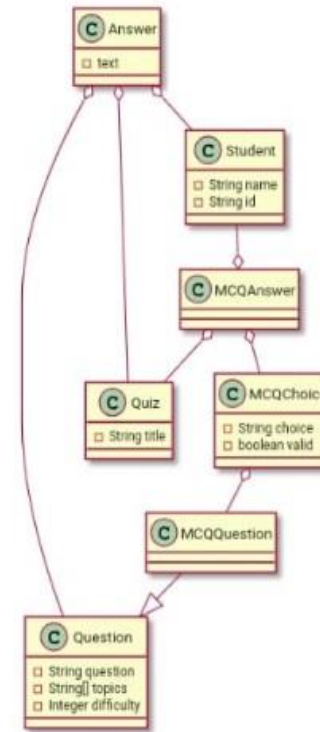 C Answer
text
C Student
String name
String id
C MCQAnswer
C Quiz
String title
C MCQChoice
String choice
boolean valid
C MCQQuestion
C Question
String question
String[] topics
Integer difficulty